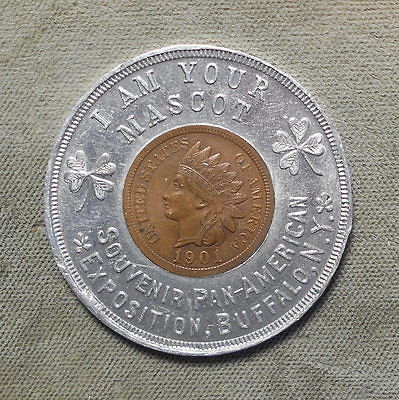 I AM YOUR
MASCOT
UNITED STATES OF AMERICA
1901
SOUVENIR PAN-AMERICAN
EXPOSITION, BUFFALO, N.Y.